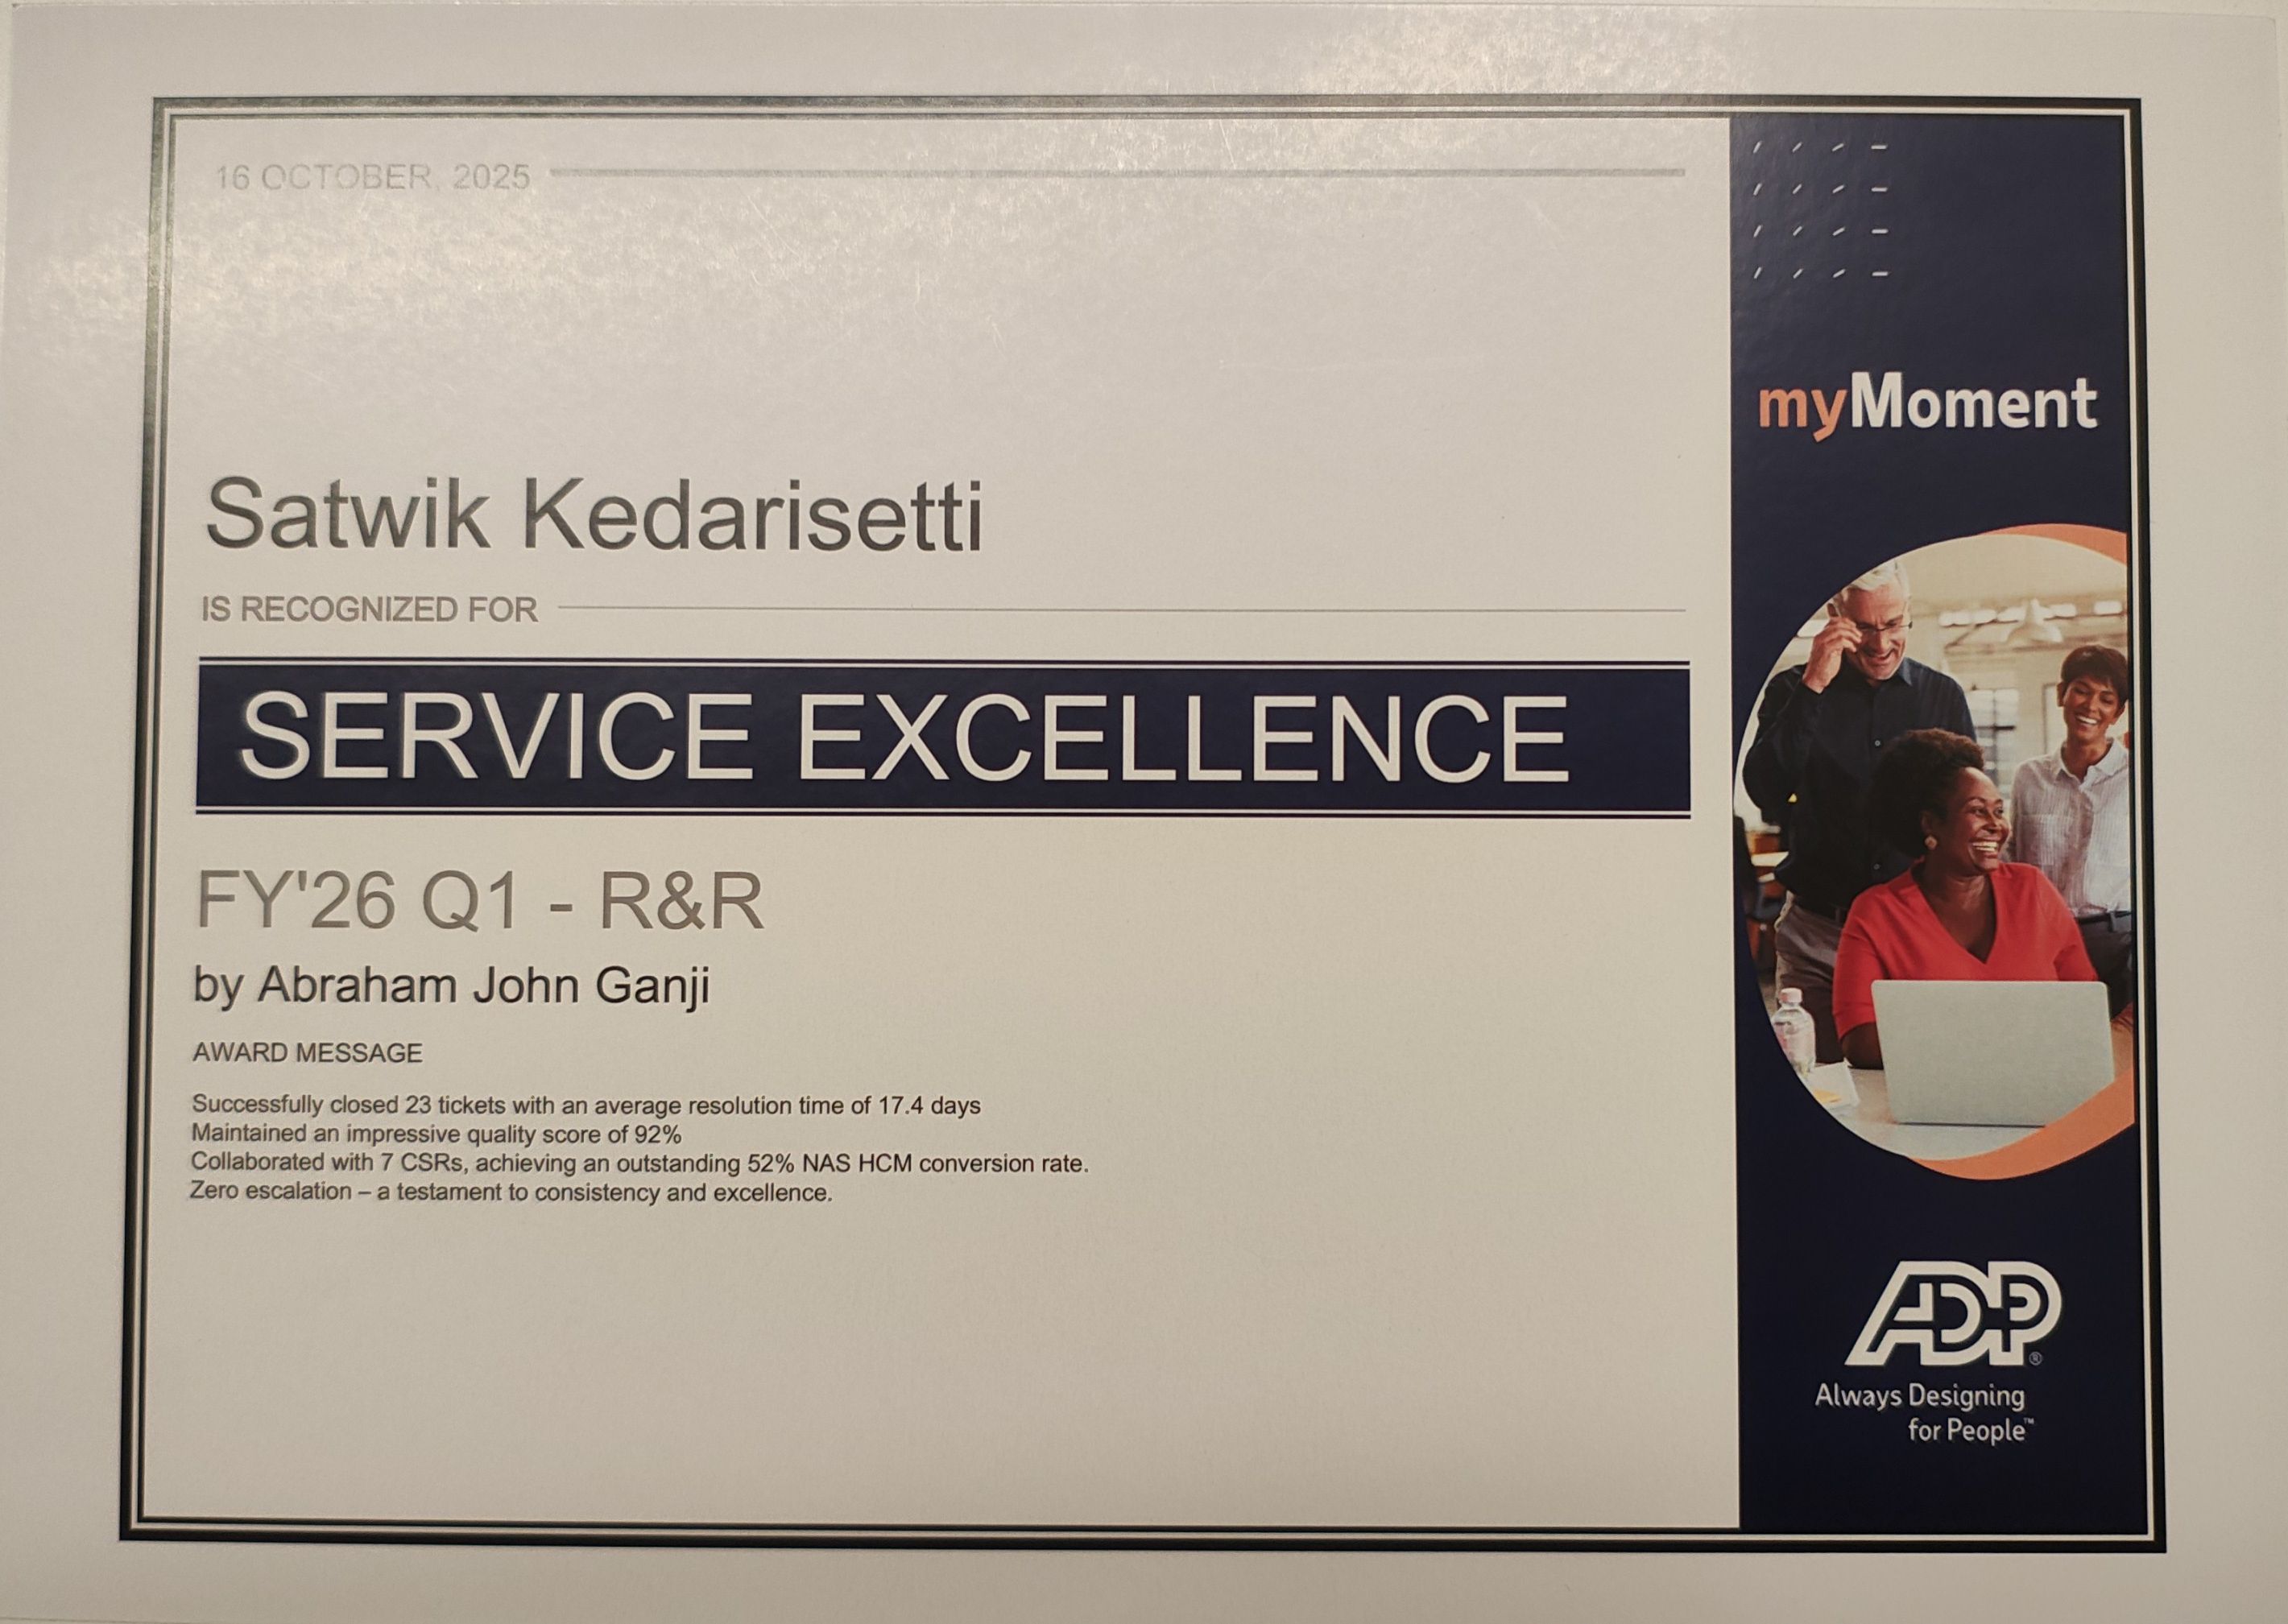 16 OCTOBER, 2025
Satwik Kedarisetti
IS RECOGNIZED FOR
SERVICE EXCELLENCE
FY'26 Q1 - R&R
by Abraham John Ganji
AWARD MESSAGE
Successfully closed 23 tickets with an average resolution time of 17.4 days
Maintained an impressive quality score of 92%
Collaborated with 7 CSRs, achieving an outstanding 52% NAS HCM conversion rate.
Zero escalation – a testament to consistency and excellence.
myMoment
ADP®
Always Designing
for People™